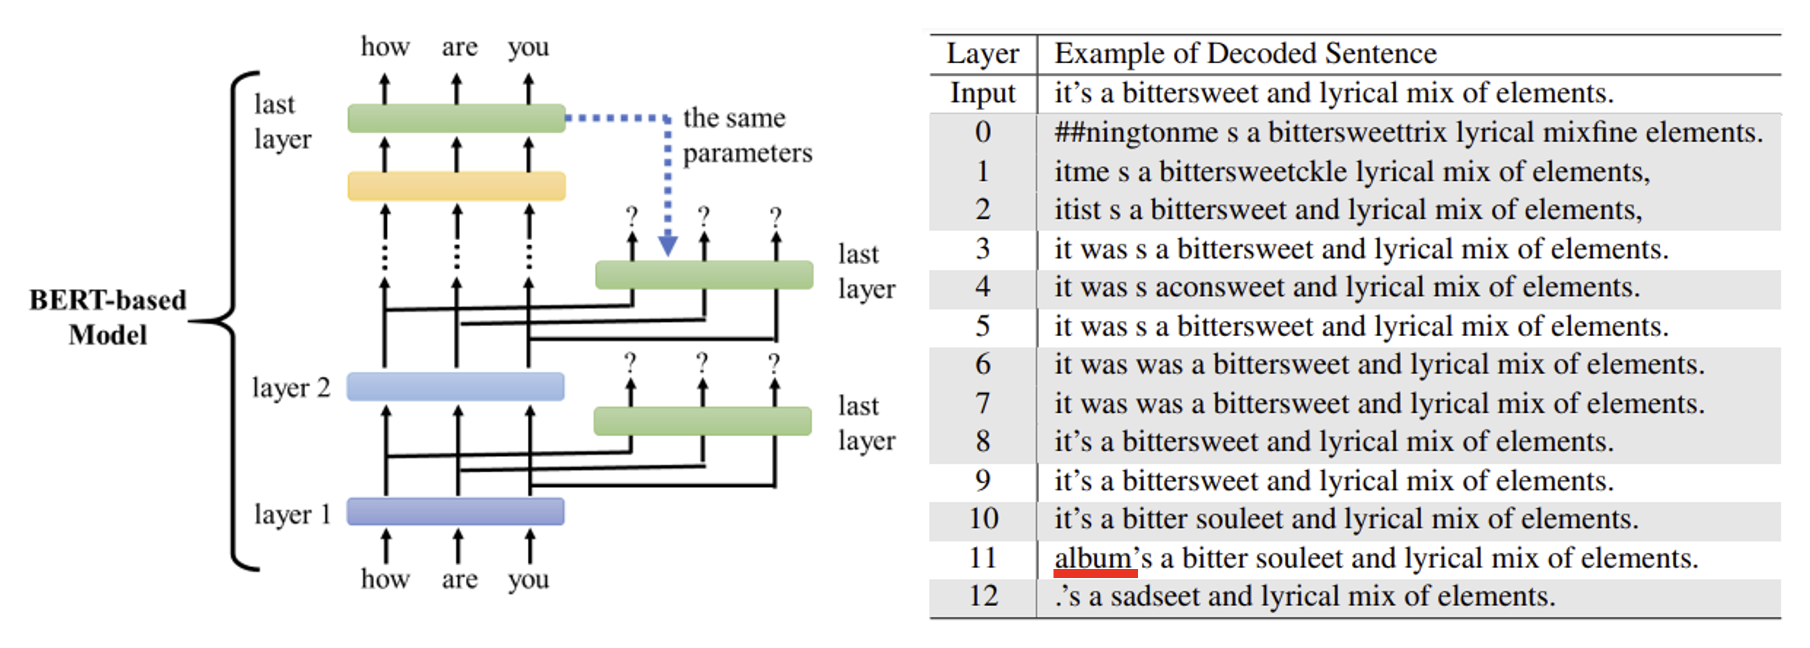 how are you
last
layer
the same
parameters
? ? ?
last
layer
BERT-based
Model
? ? ?
layer 2
last
layer
layer 1
how are you
Layer Example of Decoded Sentence
Input it's a bittersweet and lyrical mix of elements.
0 ##ningtonme s a bittersweettrix lyrical mixfine elements.
1 itme s a bittersweetckle lyrical mix of elements,
2 itist s a bittersweet and lyrical mix of elements,
3 it was s a bittersweet and lyrical mix of elements.
4 it was s aconsweet and lyrical mix of elements.
5 it was s a bittersweet and lyrical mix of elements.
6 it was was a bittersweet and lyrical mix of elements.
7 it was was a bittersweet and lyrical mix of elements.
8 it's a bittersweet and lyrical mix of elements.
9 it's a bittersweet and lyrical mix of elements.
10 it's a bitter souleet and lyrical mix of elements.
11 album's a bitter souleet and lyrical mix of elements.
12 .'s a sadseet and lyrical mix of elements.